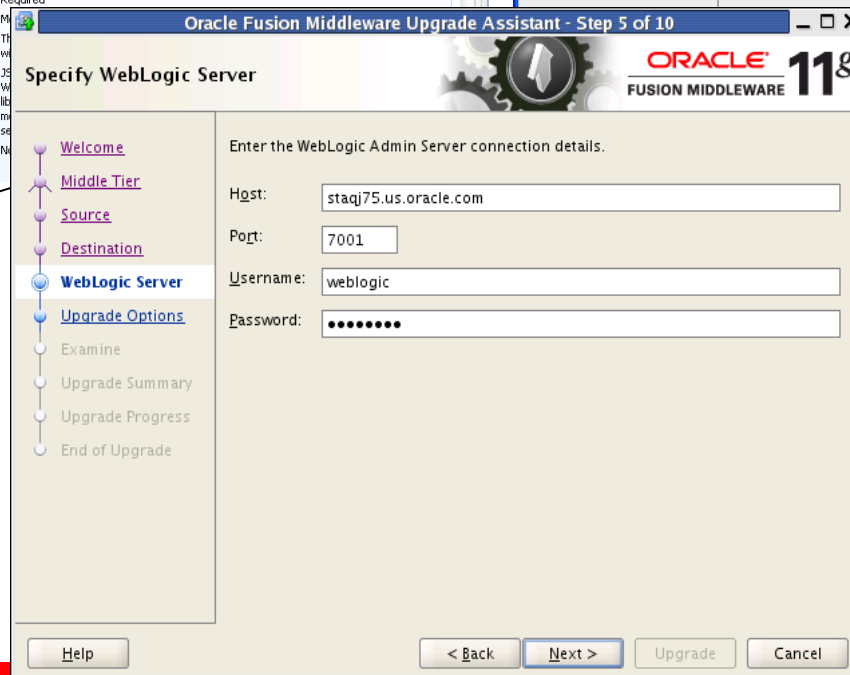 Required
Oracle Fusion Middleware Upgrade Assistant - Step 5 of 10
Specify WebLogic Server
ORACLE
FUSION MIDDLEWARE
11g
Welcome
Middle Tier
Source
Destination
WebLogic Server
Upgrade Options
Examine
Upgrade Summary
Upgrade Progress
End of Upgrade
Enter the WebLogic Admin Server connection details.
Host:
staqj75.us.oracle.com
Port:
7001
Username:
weblogic
Password:
••••••••
Help
< Back
Next >
Upgrade
Cancel